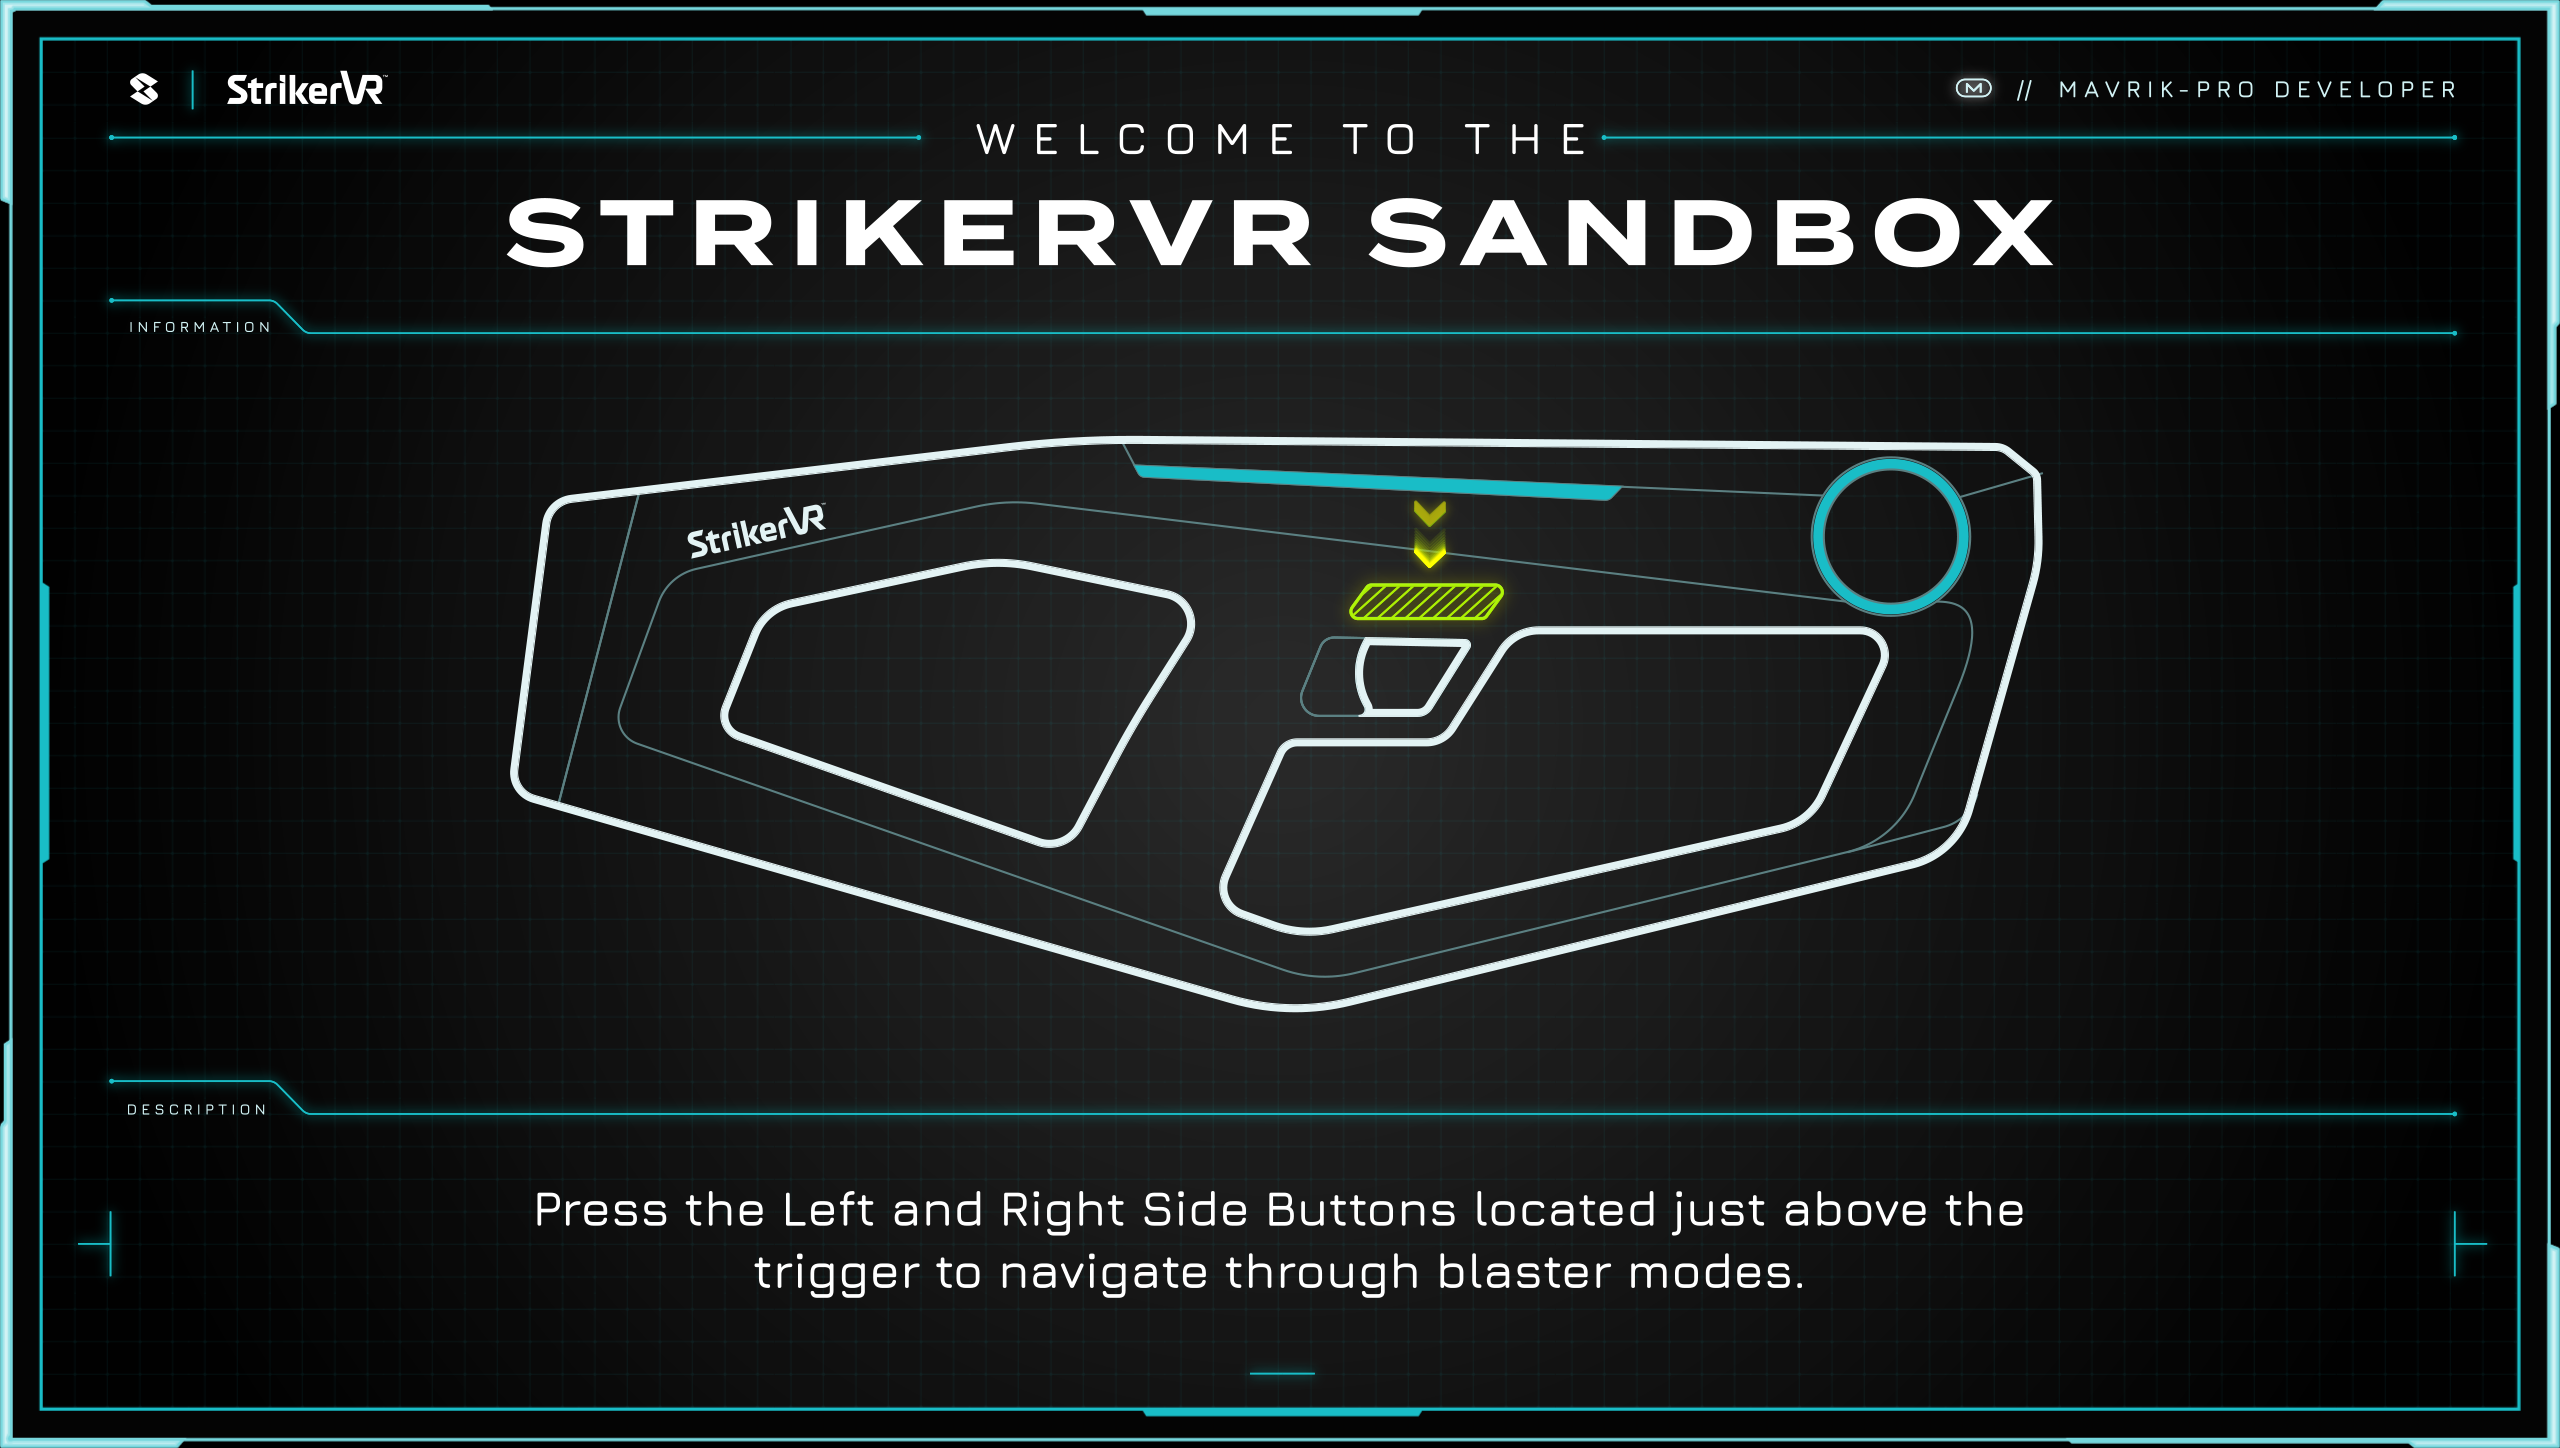 StrikerVR™
// MAVRIK-PRO DEVELOPER
WELCOME TO THE
STRIKERVR SANDBOX
INFORMATION
StrikerVR
DESCRIPTION
Press the Left and Right Side Buttons located just above the
trigger to navigate through blaster modes.